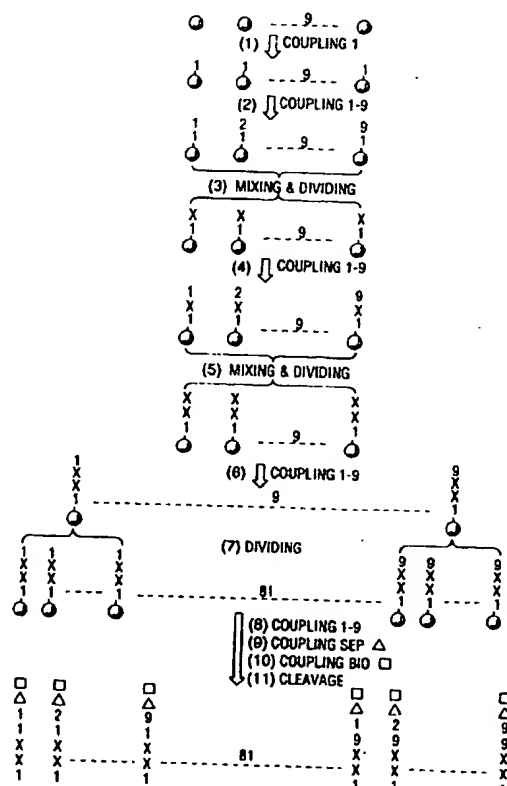 9
(1) COUPLING 1
1 1 9 1
(2) COUPLING 1-9
1 2 9
1 1 9 1
(3) MIXING & DIVIDING
X X X
1 1 9 1
(4) COUPLING 1-9
1 2 9
X X X
1 1 9 1
(5) MIXING & DIVIDING
X X X
X X X
1 1 9 1
(6) COUPLING 1-9
1 9
X X
X 9 X
1 1
(7) DIVIDING
1 1 1 9 9 9
X X X X X X
X X X X X X
1 1 1 81 1 1 1
(8) COUPLING 1-9
(9) COUPLING SEP △
(10) COUPLING BIO □
(11) CLEAVAGE
1 2 9 1 2 9
1 1 1 9 9 9
X X X X X X
X X X 81 X X X
1 1 1 1 1 1